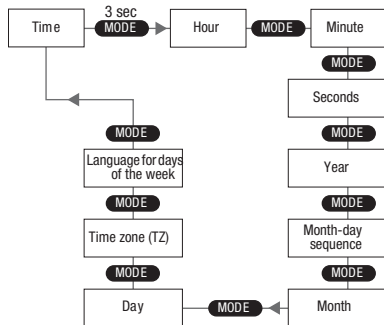 3 sec
Time MODE Hour MODE Minute
MODE
Seconds
MODE
Year
MODE
Month-day
sequence
MODE
Month
MODE
Day
MODE
Time zone (TZ)
MODE
Language for days
of the week
MODE